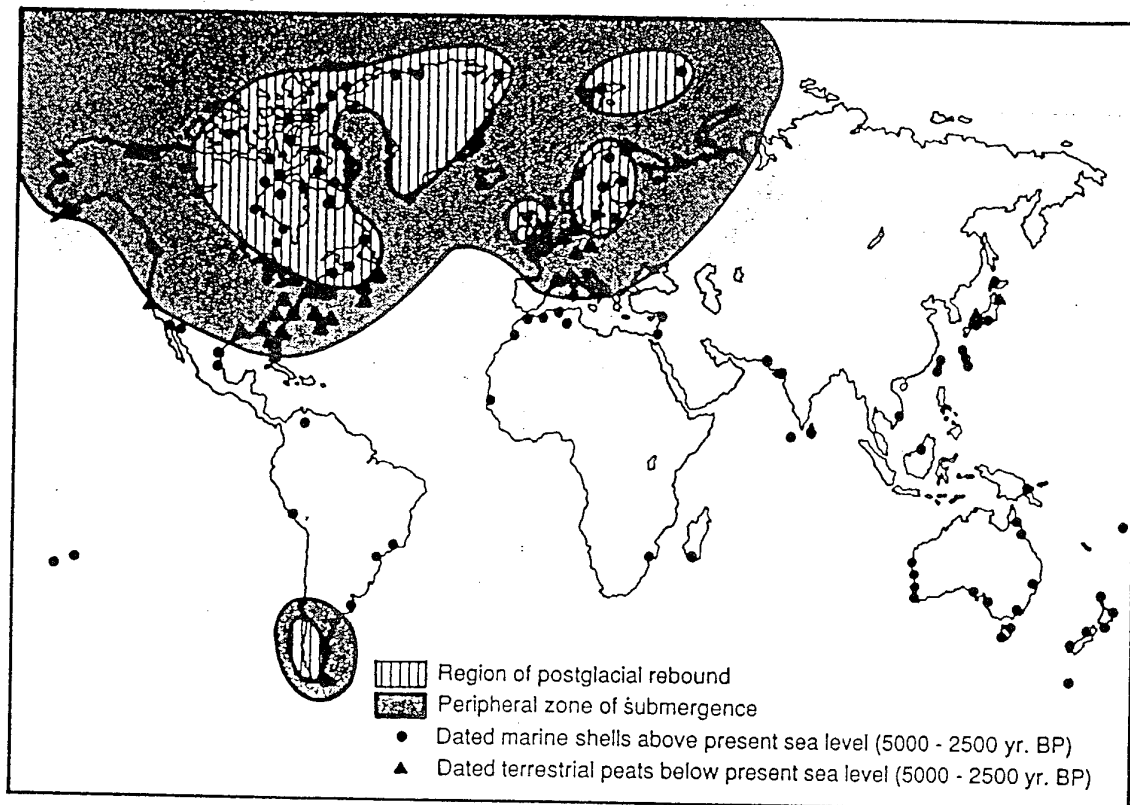 Region of postglacial rebound
Peripheral zone of submergence
Dated marine shells above present sea level (5000 - 2500 yr. BP)
Dated terrestrial peats below present sea level (5000 - 2500 yr. BP)